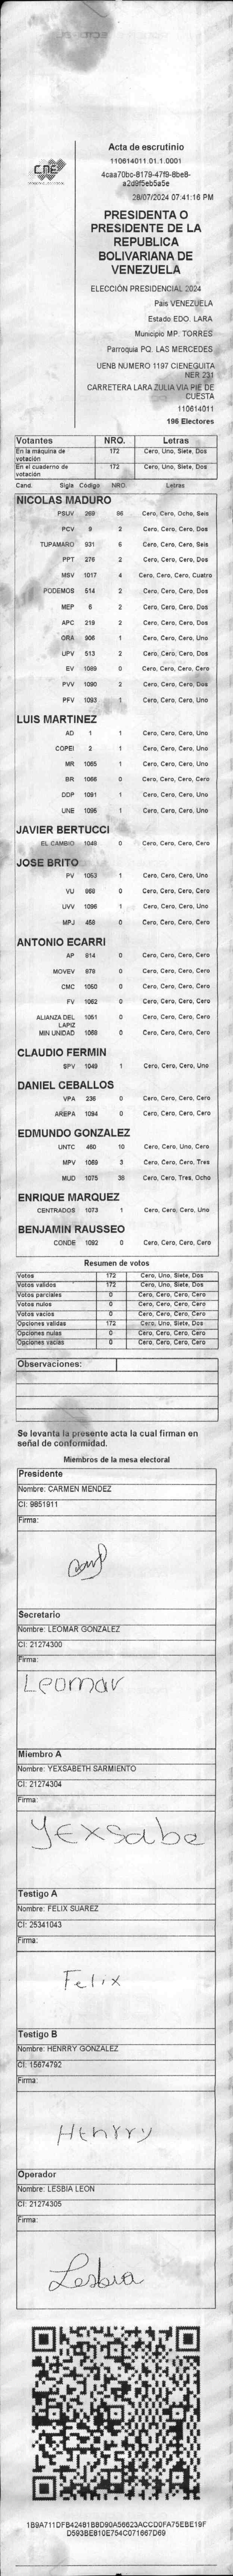 CNE
Acta de escrutinio
110614011.01.1.0001
4caa70bc-8179-47f9-8be8-
a2d9f5eb5a5e
28/07/2024 07:41:16 PM
PRESIDENTA O
PRESIDENTE DE LA
REPUBLICA
BOLIVARIANA DE
VENEZUELA
ELECCIÓN PRESIDENCIAL 2024
Pais VENEZUELA
Estado EDO. LARA
Municipio MP. TORRES
Parroquia PQ. LAS MERCEDES
UENB NUMERO 1197 CIENEGUITA
NER 231
CARRETERA LARA ZULIA VIA PIE DE
CUESTA
110614011
196 Electores
Votantes NRO. Letras
En la máquina de votación 172 Cero, Uno, Siete, Dos
En el cuaderno de votación 172 Cero, Uno, Siete, Dos
Cand. Sigla Código NRO. Letras
NICOLAS MADURO
PSUV 269 86 Cero, Cero, Ocho, Seis
PCV 9 2 Cero, Cero, Cero, Dos
TUPAMARO 931 6 Cero, Cero, Cero, Seis
PPT 276 2 Cero, Cero, Cero, Dos
MSV 1017 4 Cero, Cero, Cero, Cuatro
PODEMOS 514 2 Cero, Cero, Cero, Dos
MEP 6 2 Cero, Cero, Cero, Dos
APC 219 2 Cero, Cero, Cero, Dos
ORA 906 1 Cero, Cero, Cero, Uno
UPV 513 2 Cero, Cero, Cero, Dos
EV 1089 0 Cero, Cero, Cero, Cero
PVV 1090 2 Cero, Cero, Cero, Dos
PFV 1093 1 Cero, Cero, Cero, Uno
LUIS MARTINEZ
AD 1 1 Cero, Cero, Cero, Uno
COPEI 2 1 Cero, Cero, Cero, Uno
MR 1065 1 Cero, Cero, Cero, Uno
BR 1066 0 Cero, Cero, Cero, Cero
DDP 1091 1 Cero, Cero, Cero, Uno
UNE 1095 1 Cero, Cero, Cero, Uno
JAVIER BERTUCCI
EL CAMBIO 1048 0 Cero, Cero, Cero, Cero
JOSE BRITO
PV 1053 1 Cero, Cero, Cero, Uno
VU 968 0 Cero, Cero, Cero, Cero
UVV 1096 1 Cero, Cero, Cero, Uno
MPJ 458 0 Cero, Cero, Cero, Cero
ANTONIO ECARRI
AP 814 0 Cero, Cero, Cero, Cero
MOVEV 979 0 Cero, Cero, Cero, Cero
CMC 1050 0 Cero, Cero, Cero, Cero
FV 1062 0 Cero, Cero, Cero, Cero
ALIANZA DEL LAPIZ 1051 0 Cero, Cero, Cero, Cero
MIN UNIDAD 1068 0 Cero, Cero, Cero, Cero
CLAUDIO FERMIN
SPV 1049 1 Cero, Cero, Cero, Uno
DANIEL CEBALLOS
VPA 236 0 Cero, Cero, Cero, Cero
AREPA 1094 0 Cero, Cero, Cero, Cero
EDMUNDO GONZALEZ
UNTC 460 10 Cero, Cero, Uno, Cero
MPV 1069 3 Cero, Cero, Cero, Tres
MUD 1075 38 Cero, Cero, Tres, Ocho
ENRIQUE MARQUEZ
CENTRADOS 1073 1 Cero, Cero, Cero, Uno
BENJAMIN RAUSSEO
CONDE 1092 0 Cero, Cero, Cero, Cero
Resumen de votos
Votos 172 Cero, Uno, Siete, Dos
Votos validos 172 Cero, Uno, Siete, Dos
Votos parciales 0 Cero, Cero, Cero, Cero
Votos nulos 0 Cero, Cero, Cero, Cero
Votos vacios 0 Cero, Cero, Cero, Cero
Opciones validas 172 Cero, Uno, Siete, Dos
Opciones nulas 0 Cero, Cero, Cero, Cero
Opciones vacias 0 Cero, Cero, Cero, Cero
Observaciones:
Se levanta la presente acta la cual firman en
señal de conformidad.
Miembros de la mesa electoral
Presidente
Nombre: CARMEN MENDEZ
CI: 9851911
Firma:
Secretario
Nombre: LEOMAR GONZALEZ
CI: 21274300
Firma:
Leomar
Miembro A
Nombre: YEXSABETH SARMIENTO
CI: 21274304
Firma:
Yexsabe
Testigo A
Nombre: FELIX SUAREZ
CI: 25341043
Firma:
Felix
Testigo B
Nombre: HENRRY GONZALEZ
CI: 15674792
Firma:
Henrry
Operador
Nombre: LESBIA LEON
CI: 21274305
Firma:
Lesbia
1B9A711DFB42461B8D90A56623ACCD0FA75EBE19F
D593BE810E754C071667D69